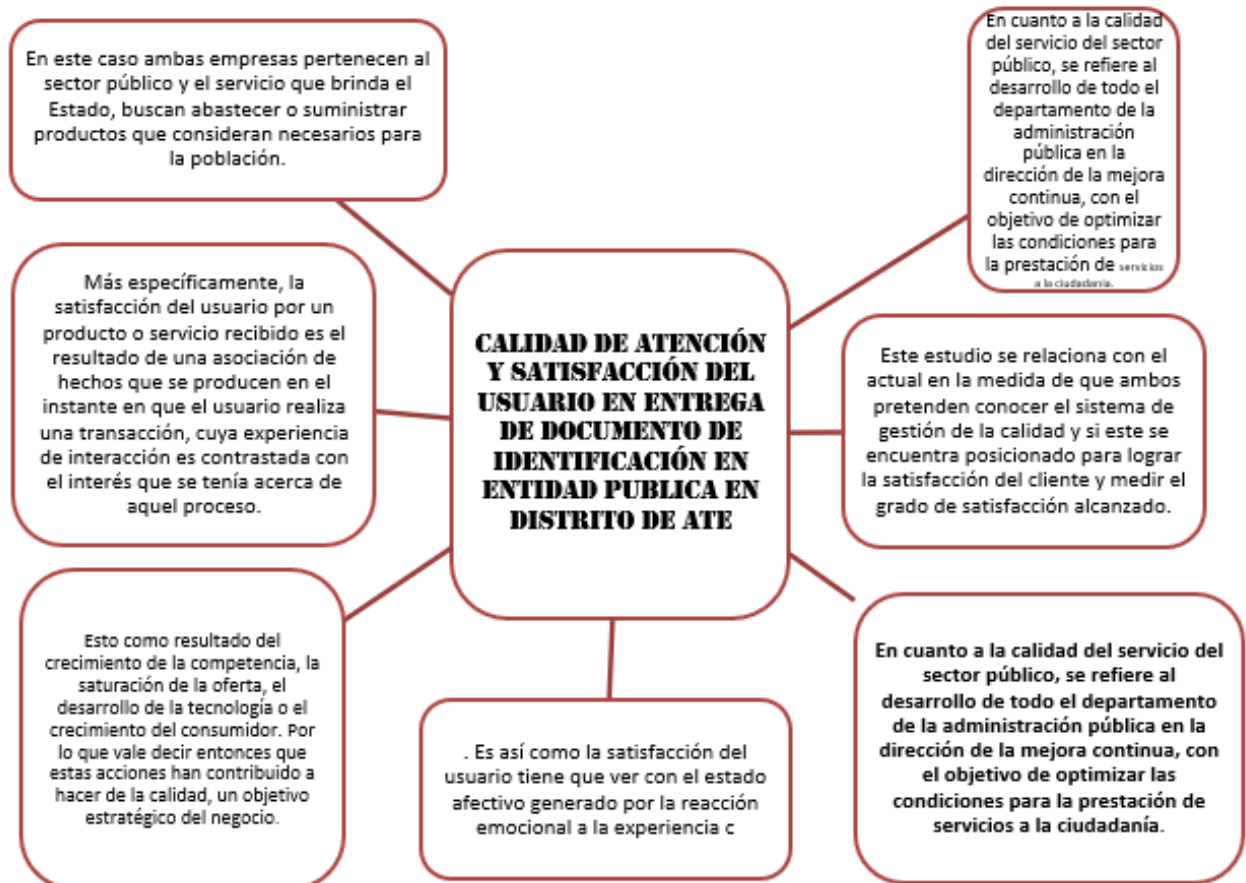 En este caso ambas empresas pertenecen al
sector público y el servicio que brinda el
Estado, buscan abastecer o suministrar
productos que consideran necesarios para
la población.
En cuanto a la calidad
del servicio del sector
público, se refiere al
desarrollo de todo el
departamento de la
administración
pública en la
dirección de la mejora
continua, con el
objetivo de optimizar
las condiciones para
la prestación de servicios
a la ciudadanía.
Más específicamente, la
satisfacción del usuario por un
producto o servicio recibido es el
resultado de una asociación de
hechos que se producen en el
instante en que el usuario realiza
una transacción, cuya experiencia
de interacción es contrastada con
el interés que se tenía acerca de
aquel proceso.
CALIDAD DE ATENCIÓN
Y SATISFACCIÓN DEL
USUARIO EN ENTREGA
DE DOCUMENTO DE
IDENTIFICACIÓN EN
ENTIDAD PUBLICA EN
DISTRITO DE ATE
Este estudio se relaciona con el
actual en la medida de que ambos
pretenden conocer el sistema de
gestión de la calidad y si este se
encuentra posicionado para lograr
la satisfacción del cliente y medir el
grado de satisfacción alcanzado.
Esto como resultado del
crecimiento de la competencia, la
saturación de la oferta, el
desarrollo de la tecnología o el
crecimiento del consumidor. Por
lo que vale decir entonces que
estas acciones han contribuido a
hacer de la calidad, un objetivo
estratégico del negocio.
. Es así como la satisfacción del
usuario tiene que ver con el estado
afectivo generado por la reacción
emocional a la experiencia c
En cuanto a la calidad del servicio del
sector público, se refiere al
desarrollo de todo el departamento
de la administración pública en la
dirección de la mejora continua, con
el objetivo de optimizar las
condiciones para la prestación de
servicios a la ciudadanía.